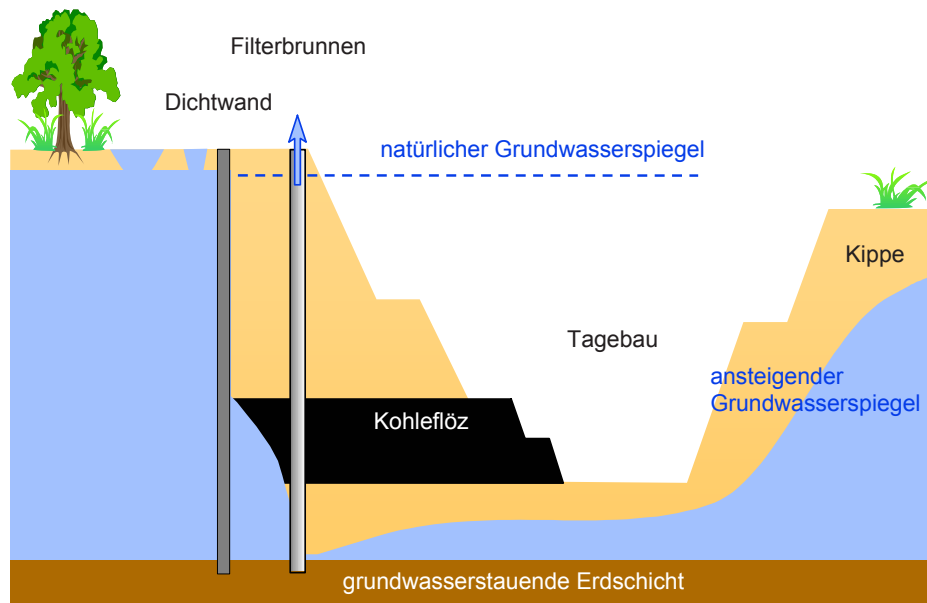 Filterbrunnen
Dichtwand
natürlicher Grundwasserspiegel
Kippe
Tagebau
ansteigender
Grundwasserspiegel
Kohleflöz
grundwasserstauende Erdschicht